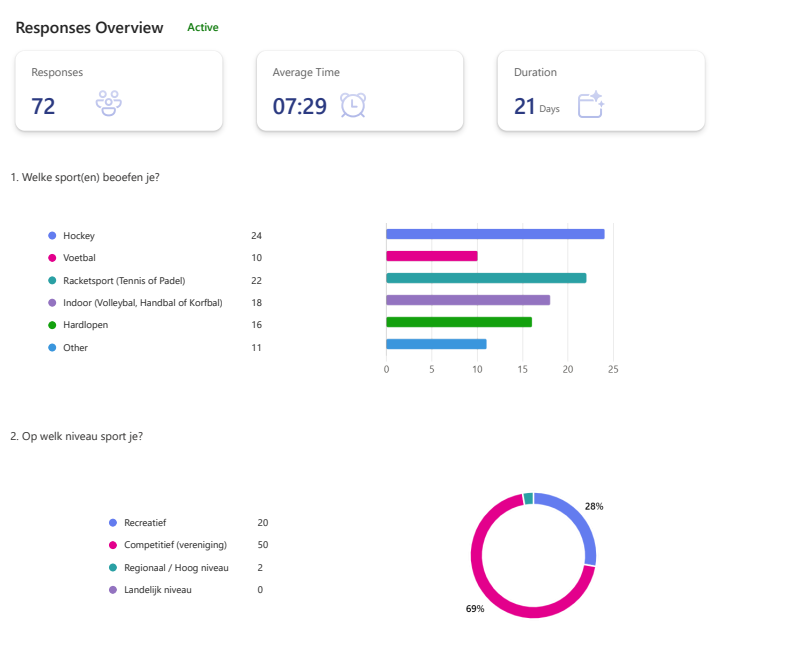 Responses Overview Active
Responses
72
Average Time
07:29
Duration
21 Days
1. Welke sport(en) beoefen je?
Hockey 24
Voetbal 10
Racketsport (Tennis of Padel) 22
Indoor (Volleybal, Handbal of Korfbal) 18
Hardlopen 16
Other 11
0 5 10 15 20 25
2. Op welk niveau sport je?
Recreatief 20
Competitief (vereniging) 50
Regionaal / Hoog niveau 2
Landelijk niveau 0
28%
69%